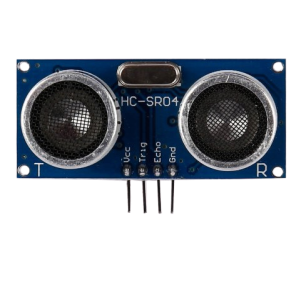 HC-SR04
T
Vcc
Trig
Echo
Gnd
R